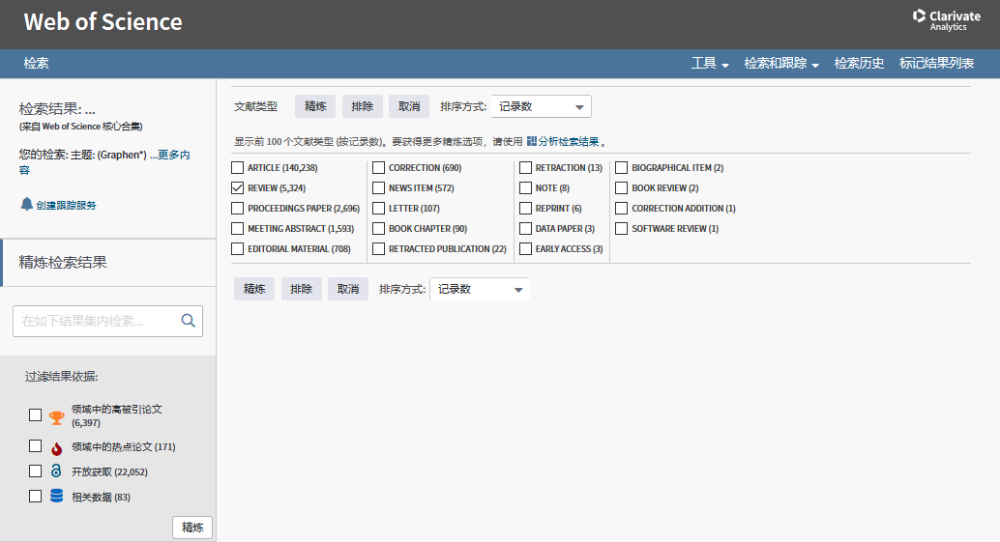 Web of Science
Clarivate
Analytics
检索
工具 检索和跟踪 检索历史 标记结果列表
检索结果: ...
(来自 Web of Science 核心合集)
您的检索: 主题: (Graphen*) ...更多内
容
创建跟踪服务
精炼检索结果
在如下结果集内检索...
过滤结果依据:
领域中的高被引论文
(6,397)
领域中的热点论文 (171)
开放获取 (22,052)
相关数据 (83)
精炼
文献类型 精炼 排除 取消 排序方式: 记录数
显示前 100 个文献类型 (按记录数)。要获得更多精炼选项，请使用 分析检索结果 。
ARTICLE (140,238)
REVIEW (5,324)
PROCEEDINGS PAPER (2,696)
MEETING ABSTRACT (1,593)
EDITORIAL MATERIAL (708)
CORRECTION (690)
NEWS ITEM (572)
LETTER (107)
BOOK CHAPTER (90)
RETRACTED PUBLICATION (22)
RETRACTION (13)
NOTE (8)
REPRINT (6)
DATA PAPER (3)
EARLY ACCESS (3)
BIOGRAPHICAL ITEM (2)
BOOK REVIEW (2)
CORRECTION ADDITION (1)
SOFTWARE REVIEW (1)
精炼 排除 取消 排序方式: 记录数